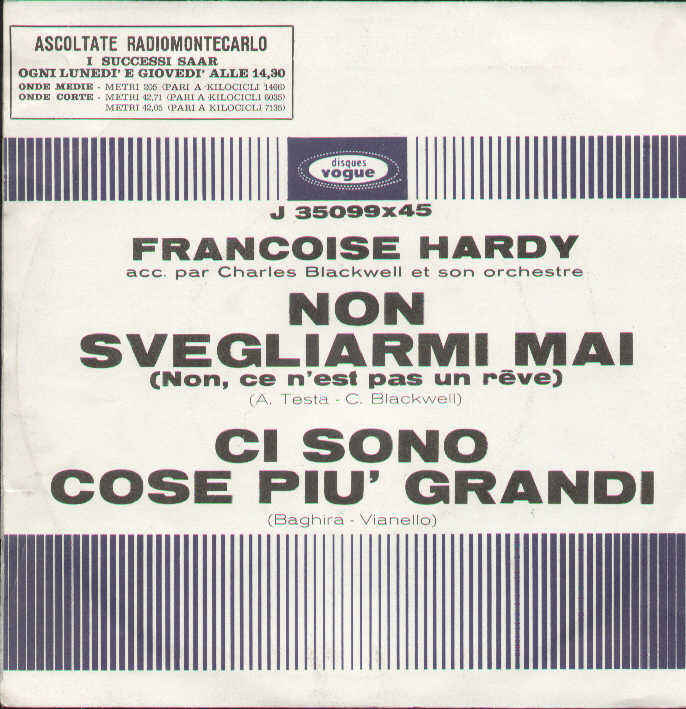 ASCOLTATE RADIOMONTECARLO
I SUCCESSI SAAR
OGNI LUNEDI' E GIOVEDI' ALLE 14,30
ONDE MEDIE - METRI 205 (PARI A KILOCICLI 1466)
ONDE CORTE - METRI 42,71 (PARI A KILOCICLI 6035)
METRI 42,05 (PARI A KILOCICLI 7135)
disques
vogue
J 35099x45
FRANCOISE HARDY
acc. par Charles Blackwell et son orchestre
NON
SVEGLIARMI MAI
(Non, ce n'est pas un rêve)
(A. Testa - C. Blackwell)
CI SONO
COSE PIU' GRANDI
(Baghira - Vianello)